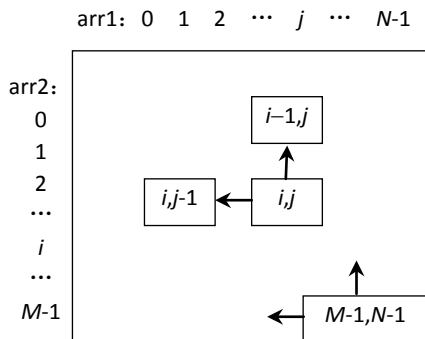 arr1: 0 1 2 ··· j ··· N-1
arr2:
0
i–1,j
1
2 i,j-1 i,j
···
i
···
M-1 M-1,N-1